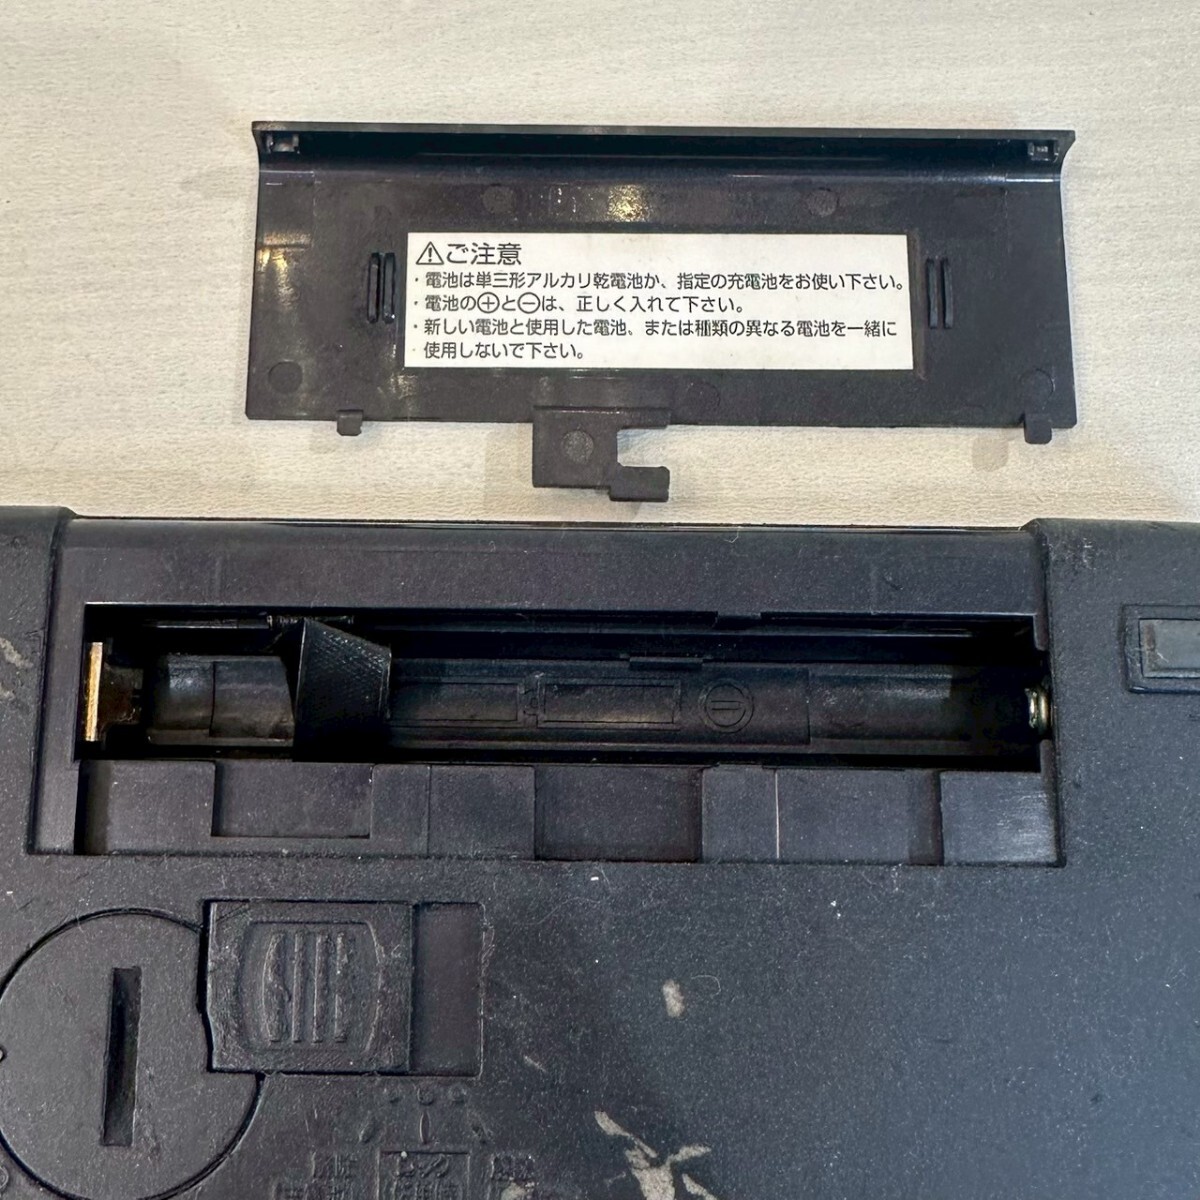 ⚠ご注意
・電池は単三形アルカリ乾電池か、指定の充電池をお使い下さい。
・電池の⊕と⊖は、正しく入れて下さい。
・新しい電池と使用した電池、または種類の異なる電池を一緒に
使用しないで下さい。